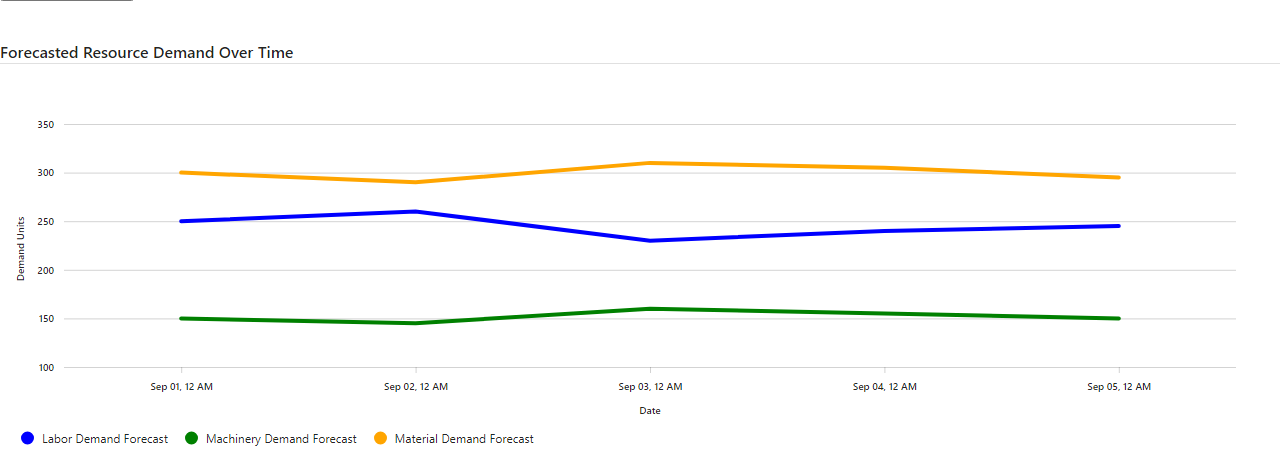 Forecasted Resource Demand Over Time
350
300
250
200
150
100
Demand Units
Sep 01, 12 AM Sep 02, 12 AM Sep 03, 12 AM Sep 04, 12 AM Sep 05, 12 AM
Date
Labor Demand Forecast Machinery Demand Forecast Material Demand Forecast